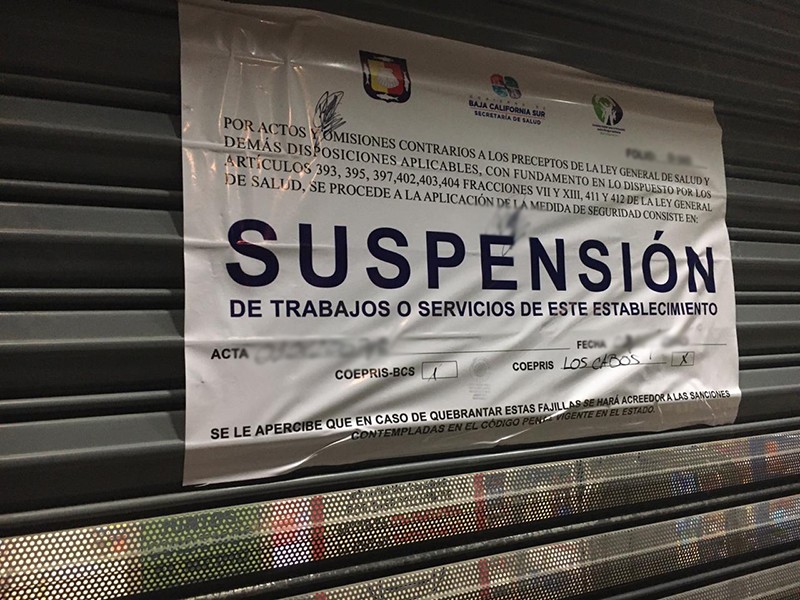 GOBIERNO DE
BAJA CALIFORNIA SUR
SECRETARÍA DE SALUD
POR ACTOS Y OMISIONES CONTRARIOS A LOS PRECEPTOS DE LA LEY GENERAL DE SALUD Y
DEMÁS DISPOSICIONES APLICABLES, CON FUNDAMENTO EN LO DISPUESTO POR LOS
ARTÍCULOS 393, 395, 397,402,403,404 FRACCIONES VII Y XIII, 411 Y 412 DE LA LEY GENERAL
DE SALUD, SE PROCEDE A LA APLICACIÓN DE LA MEDIDA DE SEGURIDAD CONSISTE EN:
SUSPENSIÓN
DE TRABAJOS O SERVICIOS DE ESTE ESTABLECIMIENTO
ACTA FECHA
COEPRIS-BCS COEPRIS LOS CABOS X
SE LE APERCIBE QUE EN CASO DE QUEBRANTAR ESTAS FAJILLAS SE HARÁ ACREEDOR A LAS SANCIONES
CONTEMPLADAS EN EL CÓDIGO PENAL VIGENTE EN EL ESTADO.